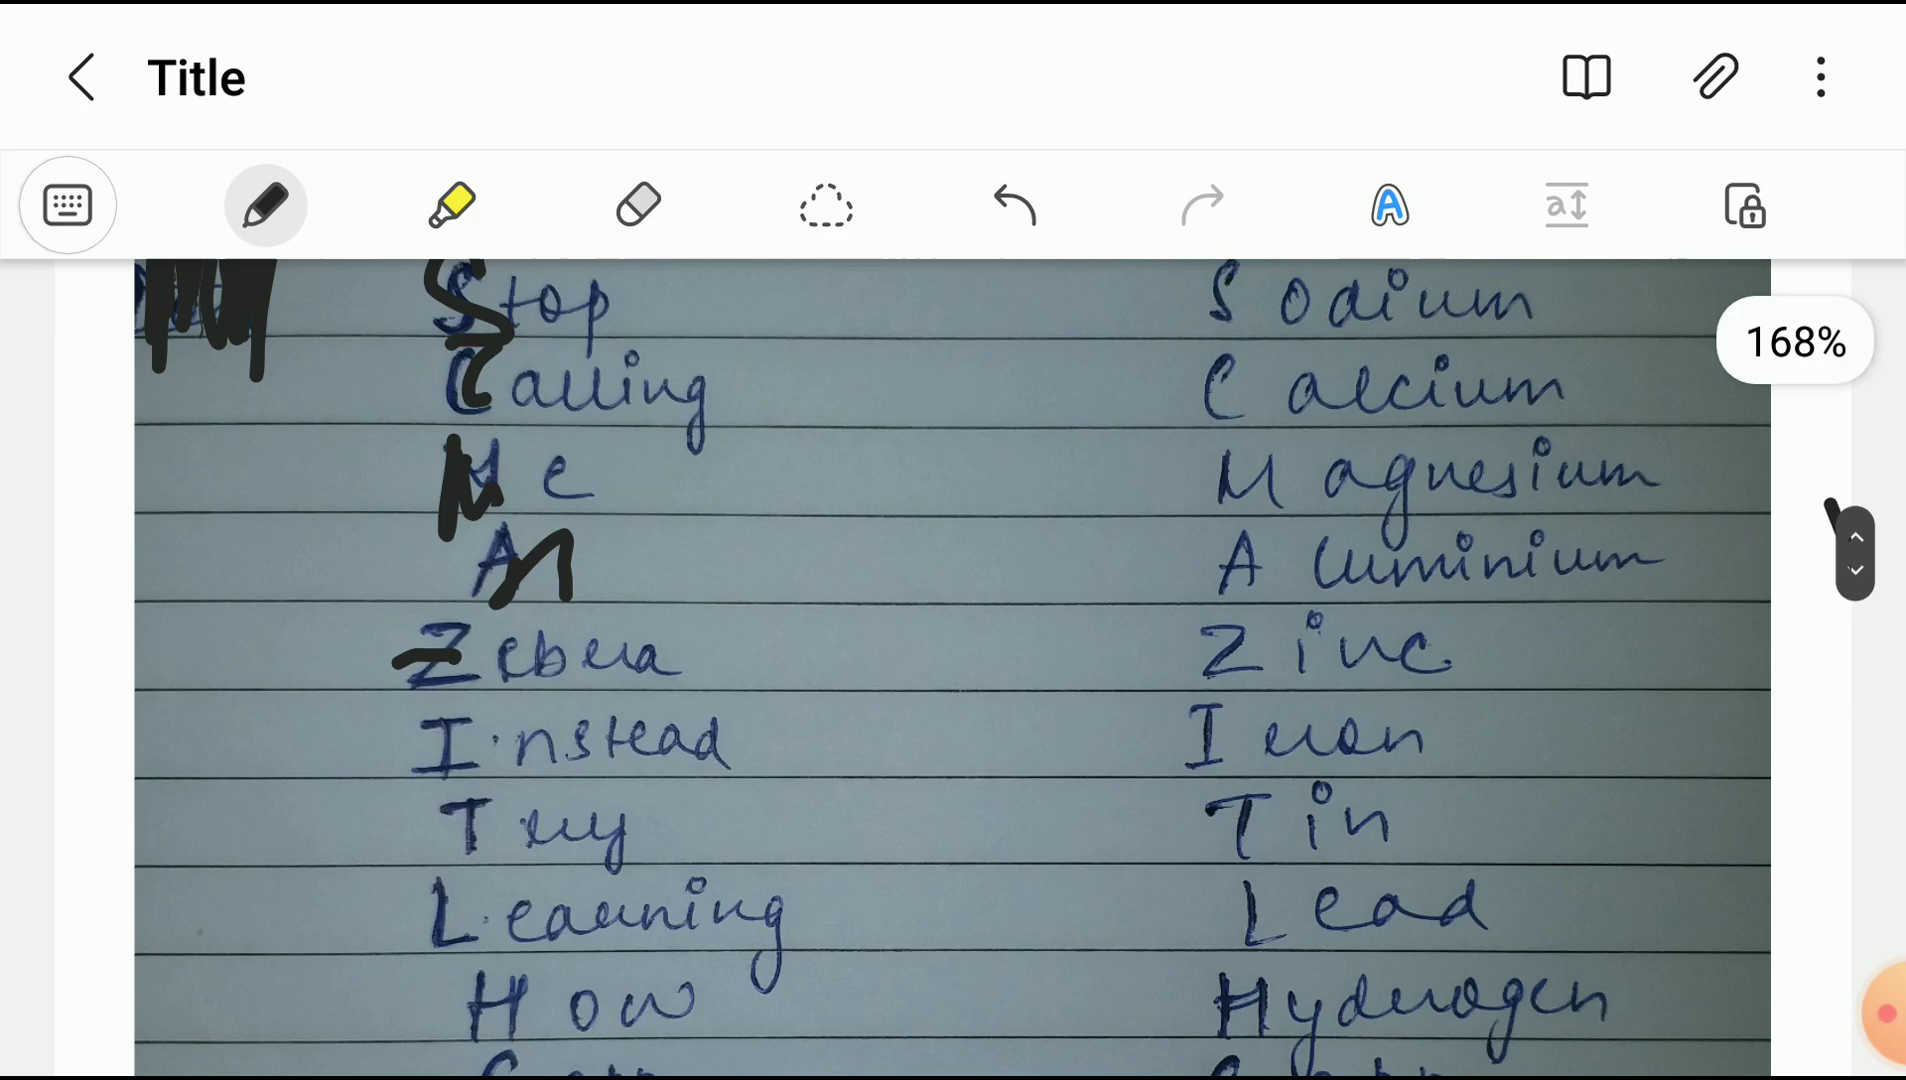 Title
168%
Stop Sodium
Calling Calcium
Me Magnesium
A Aluminium
Zebra Zinc
Instead Iron
Try Tin
Learning Lead
How Hydrogen